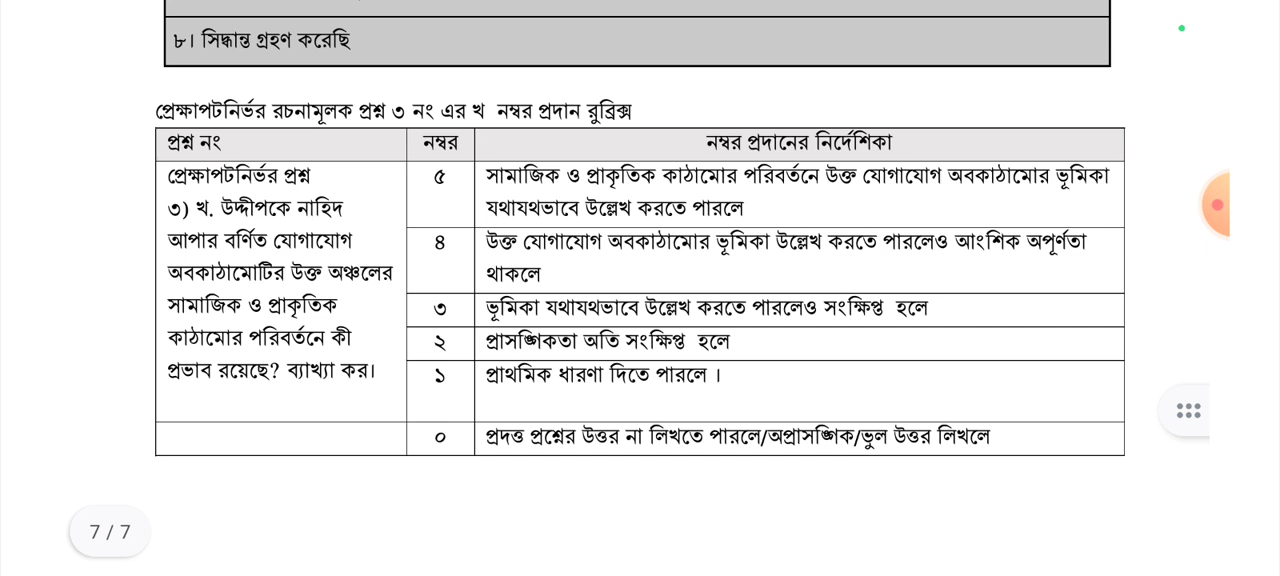 ৮। সিদ্ধান্ত গ্রহণ করেছি
প্রেক্ষাপটনির্ভর রচনামূলক প্রশ্ন ৩ নং এর খ নম্বর প্রদান রুব্রিক্স
প্রশ্ন নং নম্বর নম্বর প্রদানের নির্দেশিকা
প্রেক্ষাপটনির্ভর প্রশ্ন
৩) খ. উদ্দীপকে নাহিদ
আপার বর্ণিত যোগাযোগ
অবকাঠামোটির উক্ত অঞ্চলের
সামাজিক ও প্রাকৃতিক
কাঠামোর পরিবর্তনে কী
প্রভাব রয়েছে? ব্যাখ্যা কর।
৫ সামাজিক ও প্রাকৃতিক কাঠামোর পরিবর্তনে উক্ত যোগাযোগ অবকাঠামোর ভূমিকা
যথাযথভাবে উল্লেখ করতে পারলে
৪ উক্ত যোগাযোগ অবকাঠামোর ভূমিকা উল্লেখ করতে পারলেও আংশিক অপূর্ণতা
থাকলে
৩ ভূমিকা যথাযথভাবে উল্লেখ করতে পারলেও সংক্ষিপ্ত হলে
২ প্রাসঙ্গিকতা অতি সংক্ষিপ্ত হলে
১ প্রাথমিক ধারণা দিতে পারলে ।
০ প্রদত্ত প্রশ্নের উত্তর না লিখতে পারলে/অপ্রাসঙ্গিক/ভুল উত্তর লিখলে
7 / 7